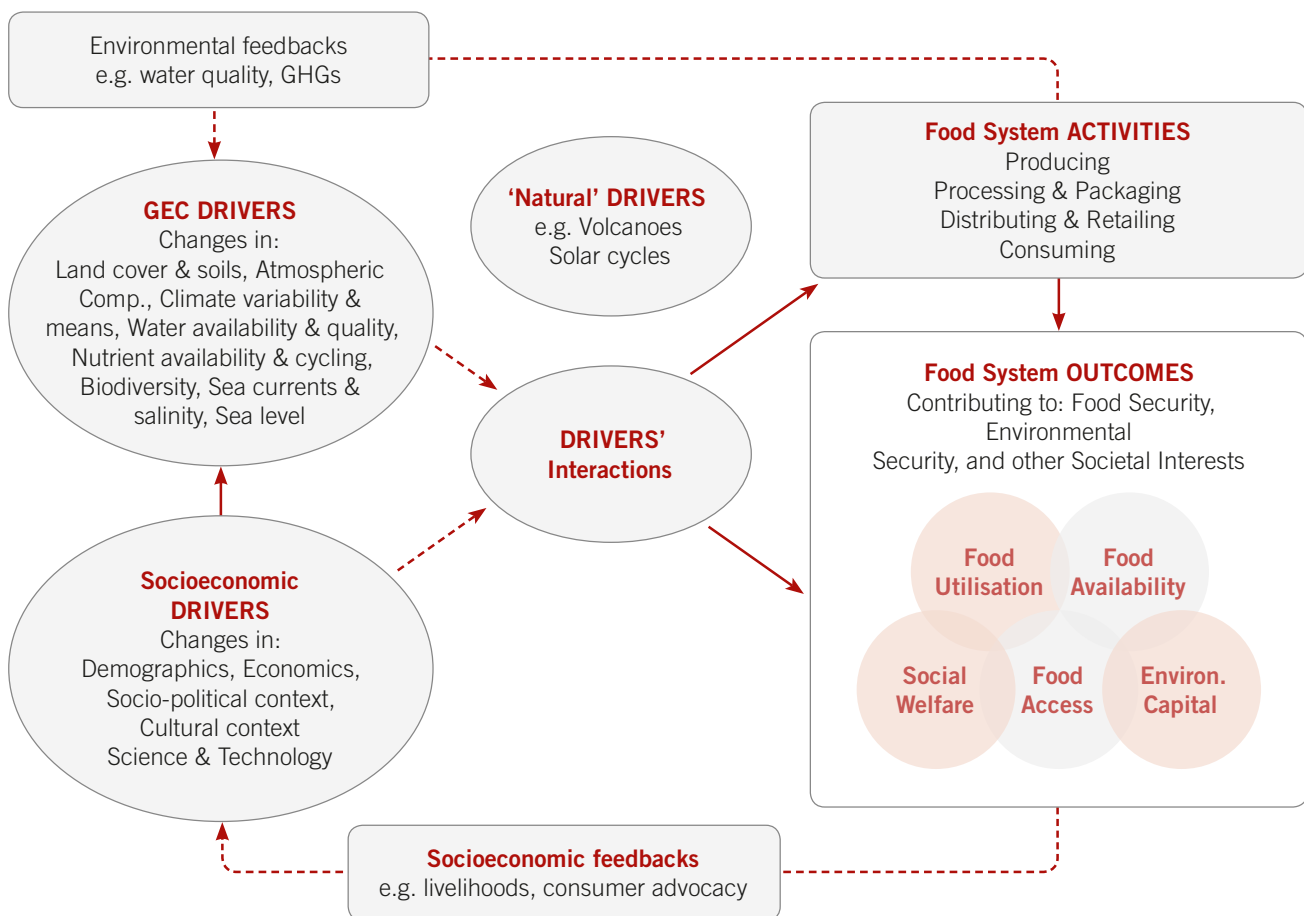 Environmental feedbacks
e.g. water quality, GHGs
Food System ACTIVITIES
Producing
Processing & Packaging
Distributing & Retailing
Consuming
‘Natural’ DRIVERS
e.g. Volcanoes
Solar cycles
GEC DRIVERS
Changes in:
Land cover & soils, Atmospheric
Comp., Climate variability &
means, Water availability & quality,
Nutrient availability & cycling,
Biodiversity, Sea currents &
salinity, Sea level
DRIVERS’
Interactions
Food System OUTCOMES
Contributing to: Food Security,
Environmental
Security, and other Societal Interests
Food
Utilisation
Food
Availability
Social
Welfare
Food
Access
Environ.
Capital
Socioeconomic
DRIVERS
Changes in:
Demographics, Economics,
Socio-political context,
Cultural context
Science & Technology
Socioeconomic feedbacks
e.g. livelihoods, consumer advocacy